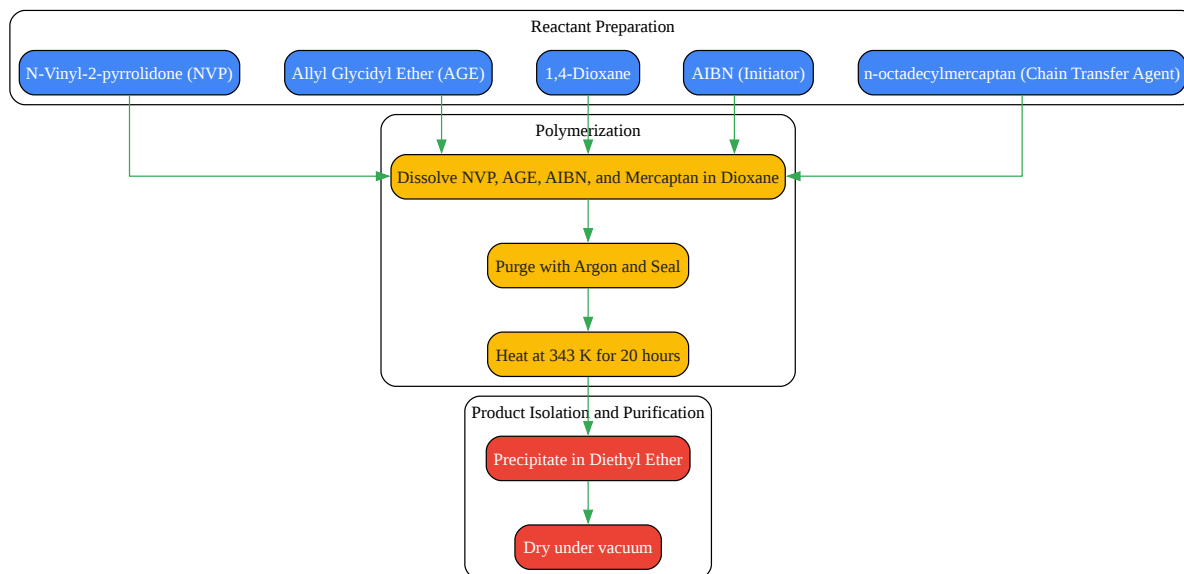 Reactant Preparation
N-Vinyl-2-pyrrolidone (NVP)
Allyl Glycidyl Ether (AGE)
1,4-Dioxane
AIBN (Initiator)
n-octadecylmercaptan (Chain Transfer Agent)
Polymerization
Dissolve NVP, AGE, AIBN, and Mercaptan in Dioxane
Purge with Argon and Seal
Heat at 343 K for 20 hours
Product Isolation and Purification
Precipitate in Diethyl Ether
Dry under vacuum